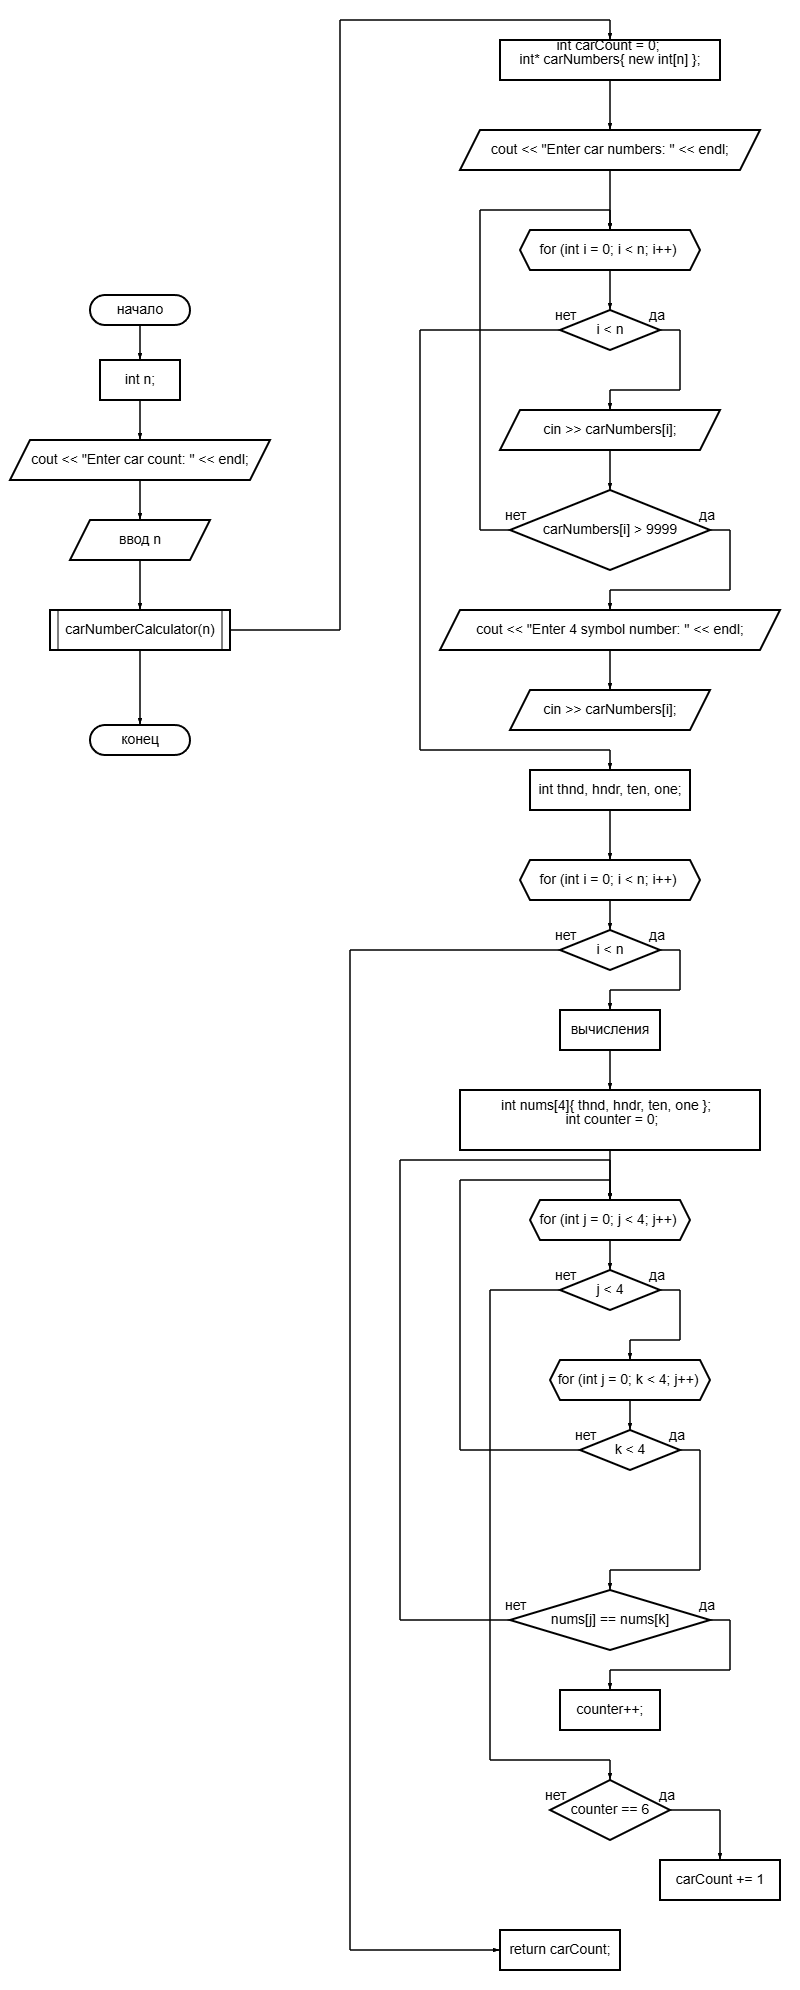 начало
int n;
cout << "Enter car count: " << endl;
ввод n
carNumberCalculator(n)
конец
int carCount = 0;
int* carNumbers{ new int[n] };
cout << "Enter car numbers: " << endl;
for (int i = 0; i < n; i++)
нет
да
i < n
cin >> carNumbers[i];
нет
да
carNumbers[i] > 9999
cout << "Enter 4 symbol number: " << endl;
cin >> carNumbers[i];
int thnd, hndr, ten, one;
for (int i = 0; i < n; i++)
нет
да
i < n
вычисления
int nums[4]{ thnd, hndr, ten, one };
int counter = 0;
for (int j = 0; j < 4; j++)
нет
да
j < 4
for (int j = 0; k < 4; j++)
нет
да
k < 4
нет
да
nums[j] == nums[k]
counter++;
нет
да
counter == 6
carCount += 1
return carCount;